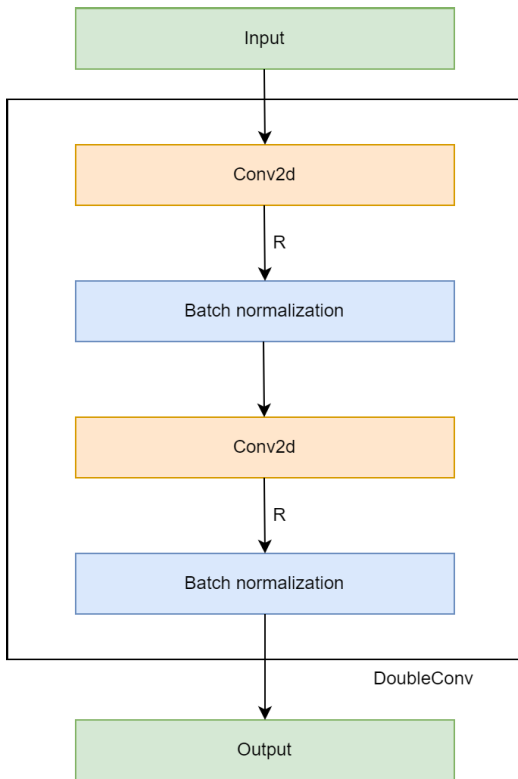 Input
Conv2d
R
Batch normalization
Conv2d
R
Batch normalization
DoubleConv
Output